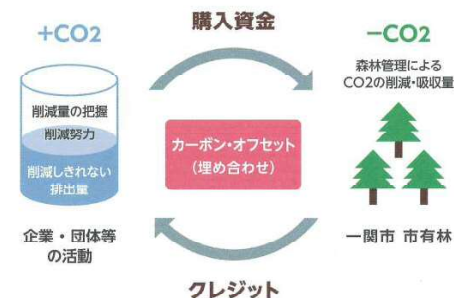 購入資金
+CO2
−CO2
森林管理による
CO2の削減・吸収量
削減量の把握
削減努力
削減しきれない
排出量
カーボン・オフセット
(埋め合わせ)
企業・団体等
の活動
一関市 市有林
クレジット